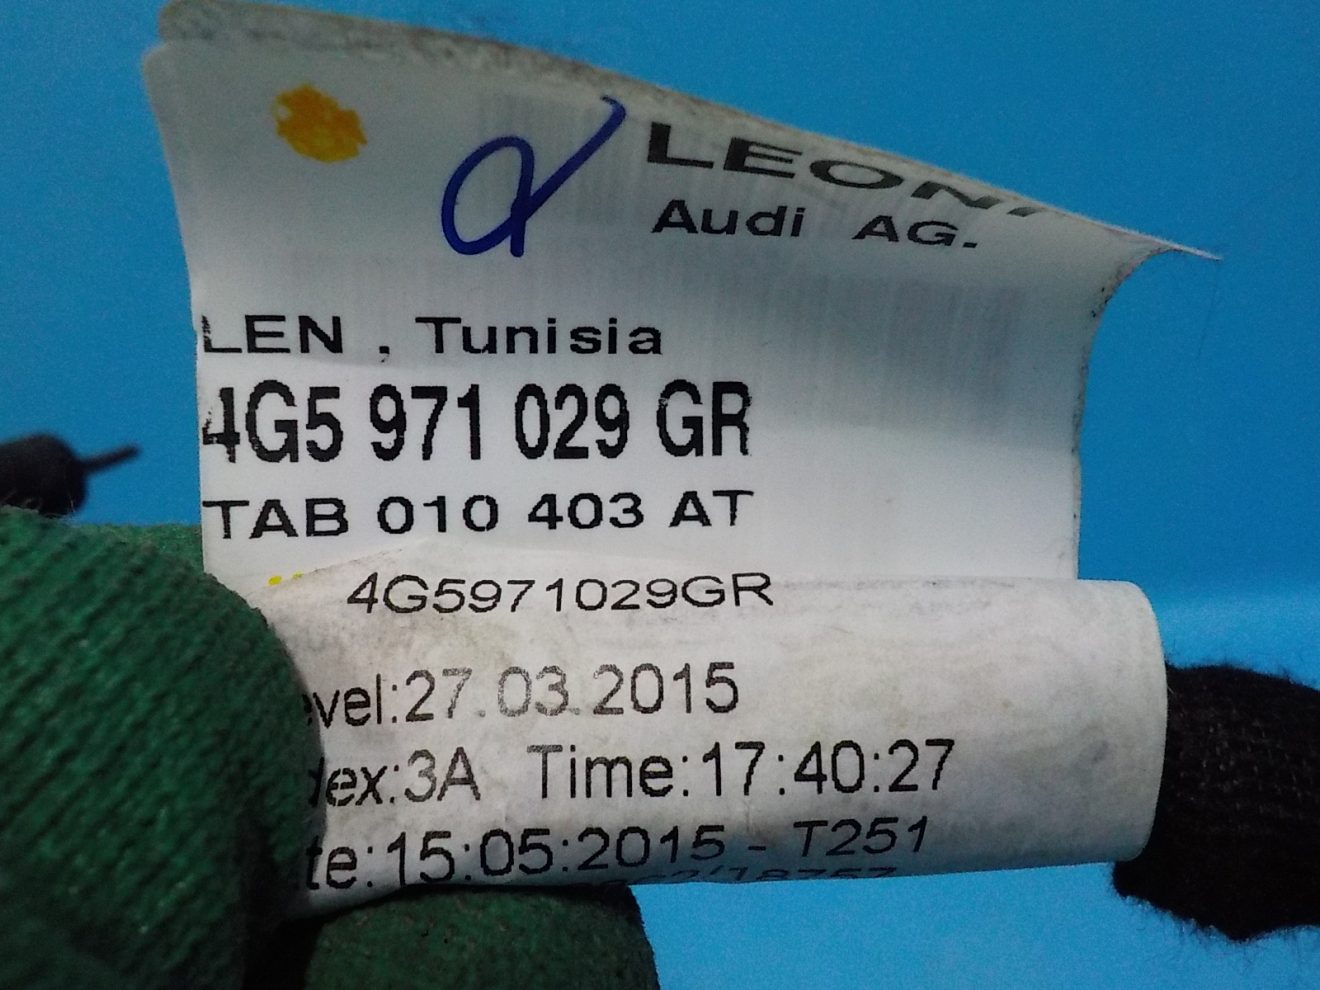 LEONI
Audi AG.
LEN , Tunisia
4G5 971 029 GR
TAB 010 403 AT
4G5971029GR
evel:27.03.2015
dex:3A Time:17:40:27
te:15:05:2015 - T251